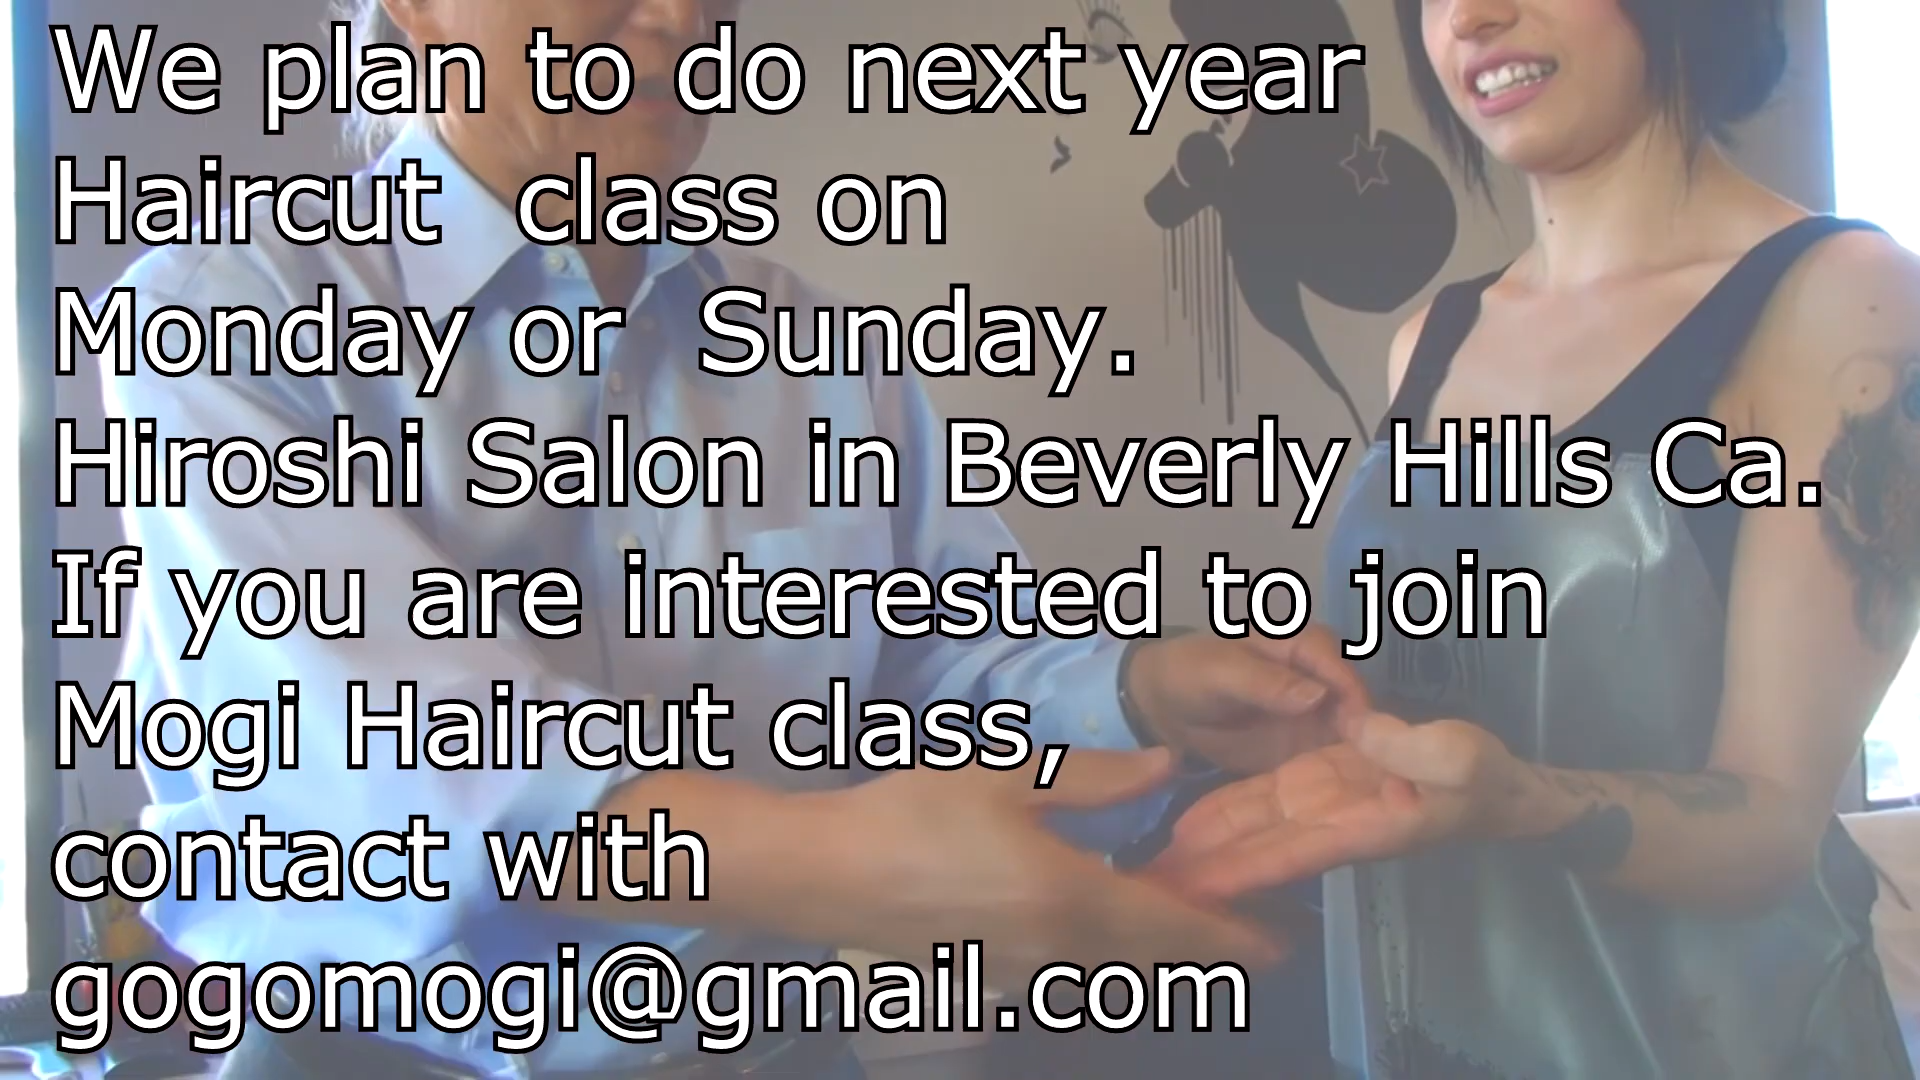 We plan to do next year
Haircut  class on
Monday or  Sunday.
Hiroshi Salon in Beverly Hills Ca.
If you are interested to join
Mogi Haircut class,
contact with
gogomogi@gmail.com